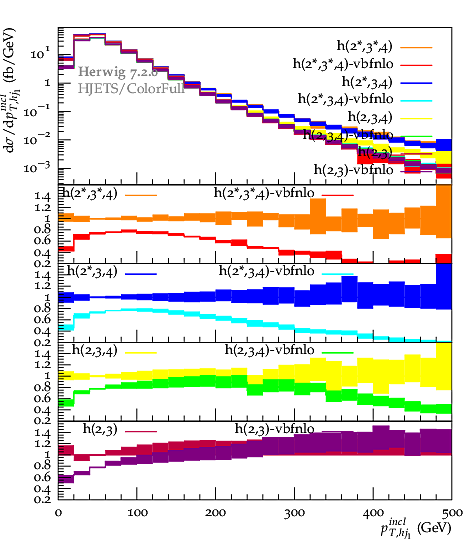 dσ/dp^{incl}_{T,hj_1} (fb/GeV)
10^1
1
10^{-1}
10^{-2}
10^{-3}
Herwig 7.2.
HJETS/ColorFull
h(2*,3*,4)
h(2*,3*,4)-vbfnlo
h(2*,3,4)
h(2*,3,4)-vbfnlo
h(2,3,4)
h(2,3,4)-vbfnlo
h(2,3)
h(2,3)-vbfnlo
h(2*,3*,4) h(2*,3*,4)-vbfnlo
1.4
1.2
1
0.8
0.6
0.4
0.2
h(2*,3,4) h(2*,3,4)-vbfnlo
1.4
1.2
1
0.8
0.6
0.4
0.2
h(2,3,4) h(2,3,4)-vbfnlo
1.4
1.2
1
0.8
0.6
0.4
0.2
h(2,3) h(2,3)-vbfnlo
1.4
1.2
1
0.8
0.6
0.4
0.2
0 100 200 300 400 500
p^{incl}_{T,hj_1} (GeV)